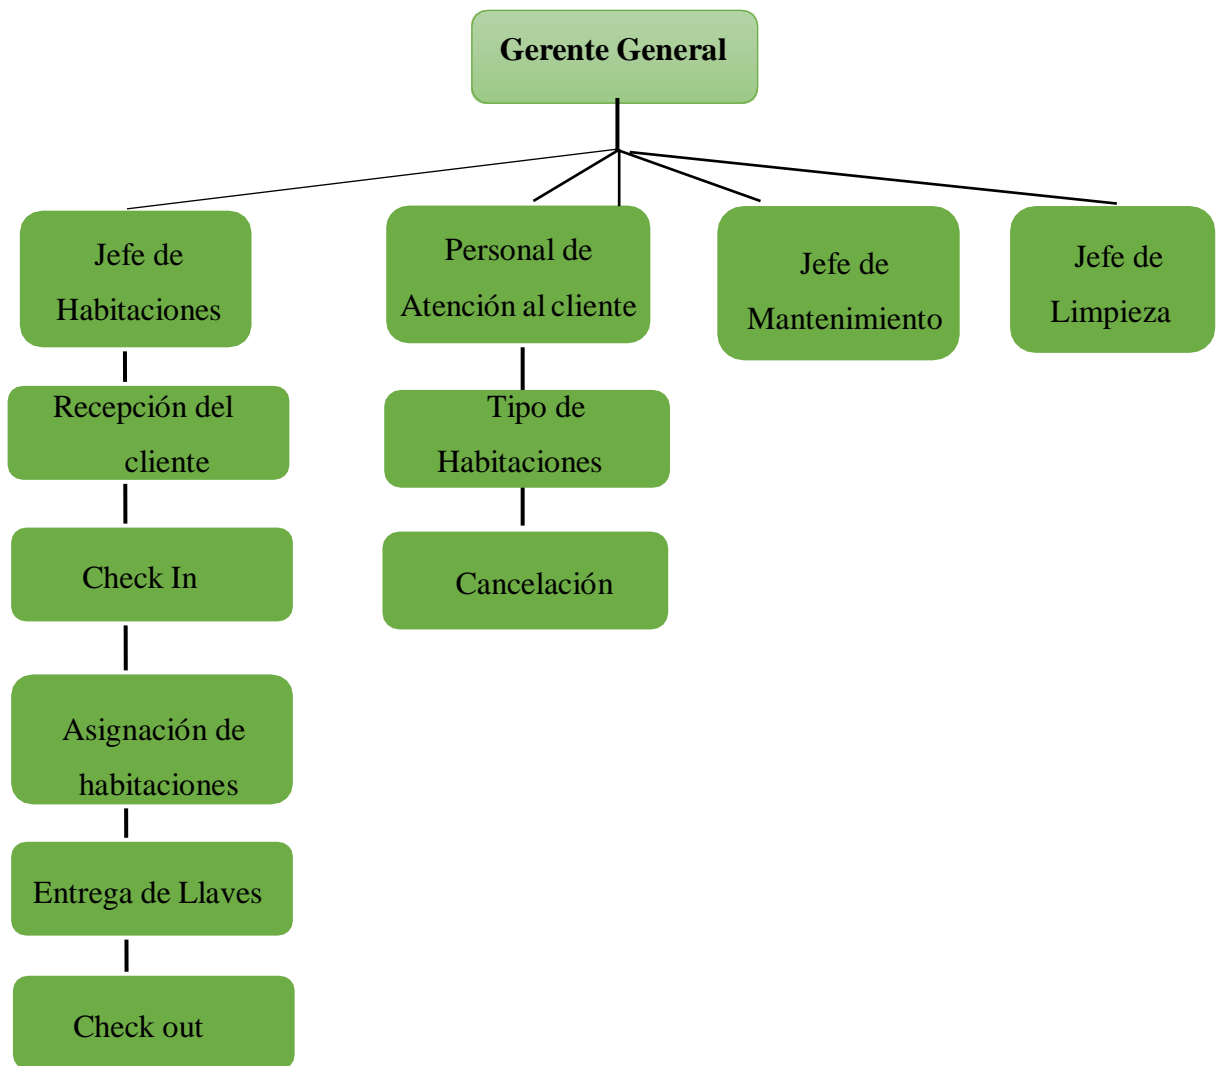 Gerente General
Jefe de
Habitaciones
Personal de
Atención al cliente
Jefe de
Mantenimiento
Jefe de
Limpieza
Recepción del
cliente
Tipo de
Habitaciones
Check In
Cancelación
Asignación de
habitaciones
Entrega de Llaves
Check out